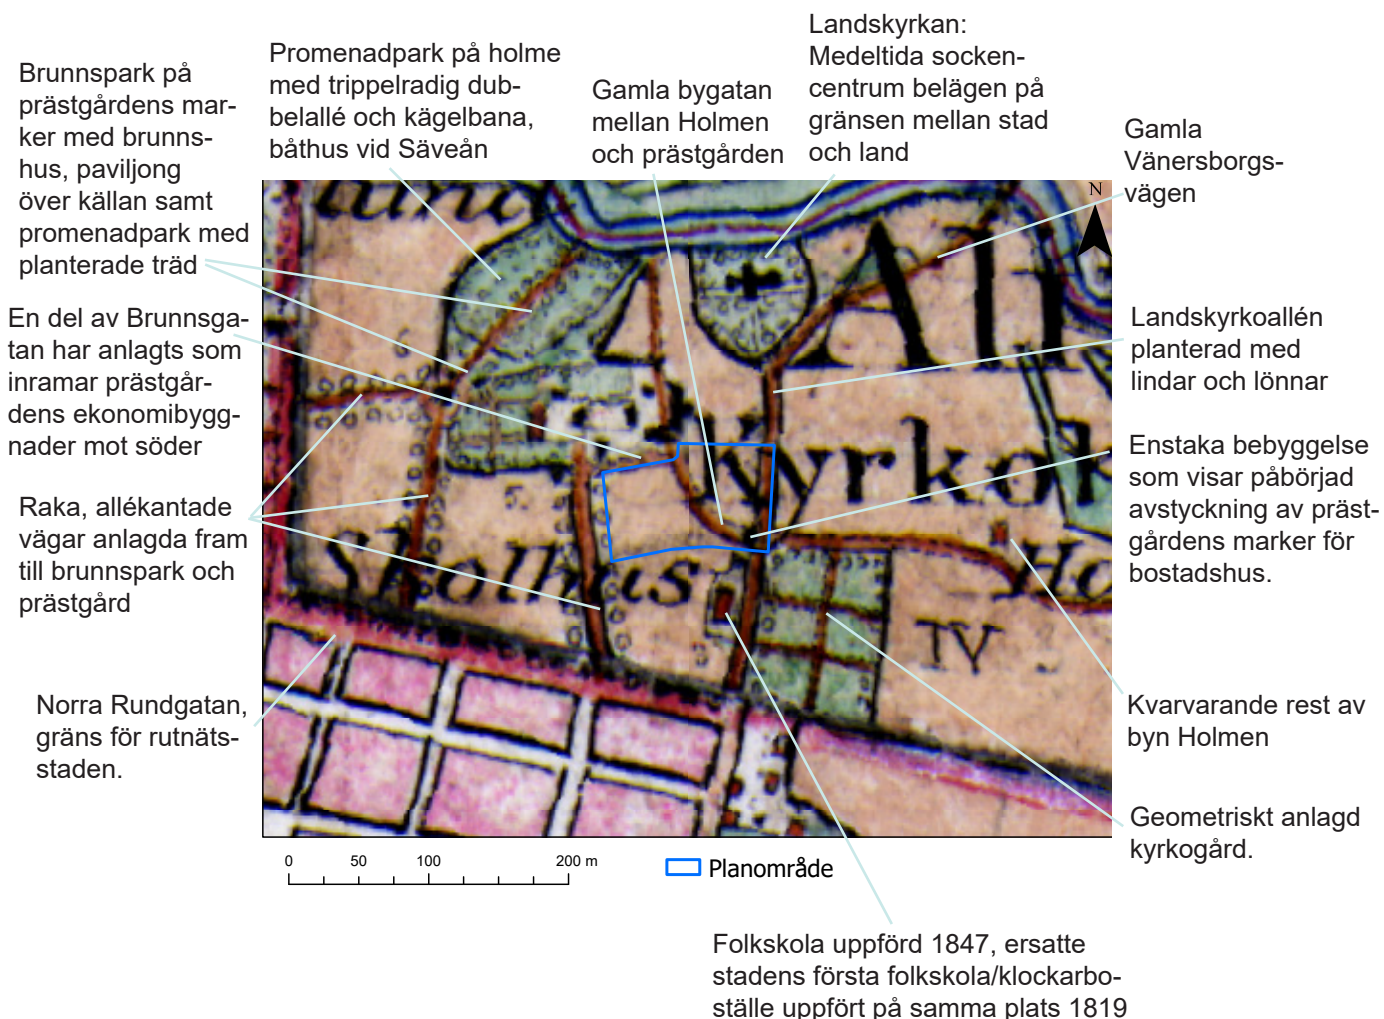 Brunnspark på
prästgårdens mar-
ker med brunns-
hus, paviljong
över källan samt
promenadpark med
planterade träd
Promenadpark på holme
med trippelradig dub-
belallé och kägelbana,
båthus vid Säveån
Gamla bygatan
mellan Holmen
och prästgården
Landskyrkan:
Medeltida socken-
centrum belägen på
gränsen mellan stad
och land
Gamla
Vänersborgs-
vägen
En del av Brunnsga-
tan har anlagts som
inramar prästgår-
dens ekonomibygg-
nader mot söder
Raka, allékantade
vägar anlagda fram
till brunnspark och
prästgård
Norra Rundgatan,
gräns för rutnäts-
staden.
N
All
Kyrkoh
Skolhus
Ho
IV
Landskyrkoallén
planterad med
lindar och lönnar
Enstaka bebyggelse
som visar påbörjad
avstyckning av präst-
gårdens marker för
bostadshus.
Kvarvarande rest av
byn Holmen
Geometriskt anlagd
kyrkogård.
0 50 100 200 m
Planområde
Folkskola uppförd 1847, ersatte
stadens första folkskola/klockarbo-
ställe uppfört på samma plats 1819